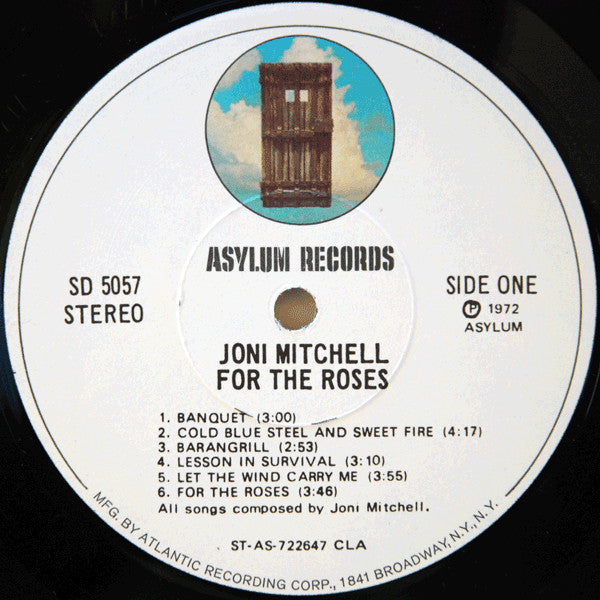 ASYLUM RECORDS
SD 5057
STEREO
SIDE ONE
Ⓟ 1972
ASYLUM
JONI MITCHELL
FOR THE ROSES
1. BANQUET (3:00)
2. COLD BLUE STEEL AND SWEET FIRE (4:17)
3. BARANGRILL (2:53)
4. LESSON IN SURVIVAL (3:10)
5. LET THE WIND CARRY ME (3:55)
6. FOR THE ROSES (3:46)
All songs composed by Joni Mitchell.
ST-AS-722647 CLA
MFG. BY ATLANTIC RECORDING CORP., 1841 BROADWAY, N.Y., N.Y.